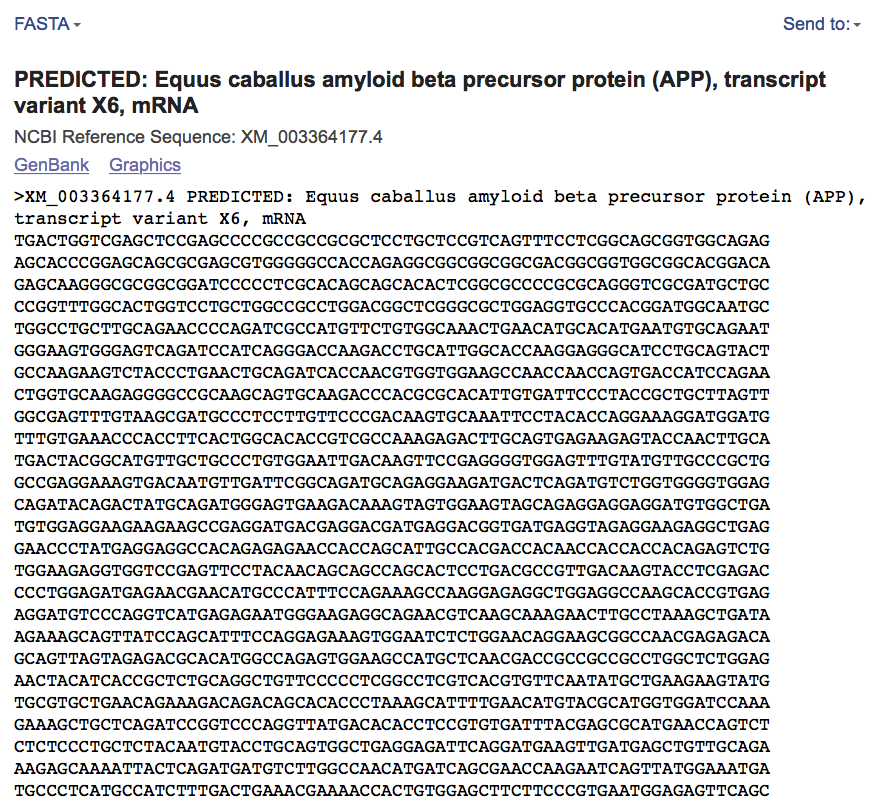 FASTA
Send to:
PREDICTED: Equus caballus amyloid beta precursor protein (APP), transcript
variant X6, mRNA
NCBI Reference Sequence: XM_003364177.4
GenBank Graphics
>XM_003364177.4 PREDICTED: Equus caballus amyloid beta precursor protein (APP),
transcript variant X6, mRNA
TGACTGGTCGAGCTCCGAGCCCCGCCGCCGCGCTCCTGCTCCGTCAGTTTCCTCGGCAGCGGTGGCAGAG
AGCACCCGGAGCAGCGCGAGCGTGGGGGCCACCAGAGGCGGCGGCGGCGACGGCGGTGGCGGCACGGACA
GAGCAAGGGCGCGGCGGATCCCCCTCGCACAGCAGCACACTCGGCGCCCCGCGCAGGGTCGCGATGCTGC
CCGGTTTGGCACTGGTCCTGCTGGCCGCCTGGACGGCTCGGGCGCTGGAGGTGCCCACGGATGGCAATGC
TGGCCTGCTTGCAGAACCCCAGATCGCCATGTTCTGTGGCAAACTGAACATGCACATGAATGTGCAGAAT
GGGAAGTGGGAGTCAGATCCATCAGGGACCAAGACCTGCATTGGCACCAAGGAGGGCATCCTGCAGTACT
GCCAAGAAGTCTACCCTGAACTGCAGATCACCAACGTGGTGGAAGCCAACCAACCAGTGACCATCCAGAA
CTGGTGCAAGAGGGGCCGCAAGCAGTGCAAGACCCACGCGCACATTGTGATTCCCTACCGCTGCTTAGTT
GGCGAGTTTGTAAGCGATGCCCTCCTTGTTCCCGACAAGTGCAAATTCCTACACCAGGAAAGGATGGATG
TTTGTGAAACCCACCTTCACTGGCACACCGTCGCCAAAGAGACTTGCAGTGAGAAGAGTACCAACTTGCA
TGACTACGGCATGTTGCTGCCCTGTGGAATTGACAAGTTCCGAGGGGTGGAGTTTGTATGTTGCCCGCTG
GCCGAGGAAAGTGACAATGTTGATTCGGCAGATGCAGAGGAAGATGACTCAGATGTCTGGTGGGGTGGAG
CAGATACAGACTATGCAGATGGGAGTGAAGACAAAGTAGTGGAAGTAGCAGAGGAGGAGGATGTGGCTGA
TGTGGAGGAAGAAGAAGCCGAGGATGACGAGGACGATGAGGACGGTGATGAGGTAGAGGAAGAGGCTGAG
GAACCCTATGAGGAGGCCACAGAGAGAACCACCAGCATTGCCACGACCACAACCACCACCACAGAGTCTG
TGGAAGAGGTGGTCCGAGTTCCTACAACAGCAGCCAGCACTCCTGACGCCGTTGACAAGTACCTCGAGAC
CCCTGGAGATGAGAACGAACATGCCCATTTCCAGAAAGCCAAGGAGAGGCTGGAGGCCAAGCACCGTGAG
AGGATGTCCCAGGTCATGAGAGAATGGGAAGAGGCAGAACGTCAAGCAAAGAACTTGCCTAAAGCTGATA
AGAAAGCAGTTATCCAGCATTTCCAGGAGAAAGTGGAATCTCTGGAACAGGAAGCGGCCAACGAGAGACA
GCAGTTAGTAGAGACGCACATGGCCAGAGTGGAAGCCATGCTCAACGACCGCCGCCGCCTGGCTCTGGAG
AACTACATCACCGCTCTGCAGGCTGTTCCCCCTCGGCCTCGTCACGTGTTCAATATGCTGAAGAAGTATG
TGCGTGCTGAACAGAAAGACAGACAGCACACCCTAAAGCATTTTGAACATGTACGCATGGTGGATCCAAA
GAAAGCTGCTCAGATCCGGTCCCAGGTTATGACACACCTCCGTGTGATTTACGAGCGCATGAACCAGTCT
CTCTCCCTGCTCTACAATGTACCTGCAGTGGCTGAGGAGATTCAGGATGAAGTTGATGAGCTGTTGCAGA
AAGAGCAAAATTACTCAGATGATGTCTTGGCCAACATGATCAGCGAACCAAGAATCAGTTATGGAAATGA
TGCCCTCATGCCATCTTTGACTGAAACGAAAACCACTGTGGAGCTTCTTCCCGTGAATGGAGAGTTCAGC